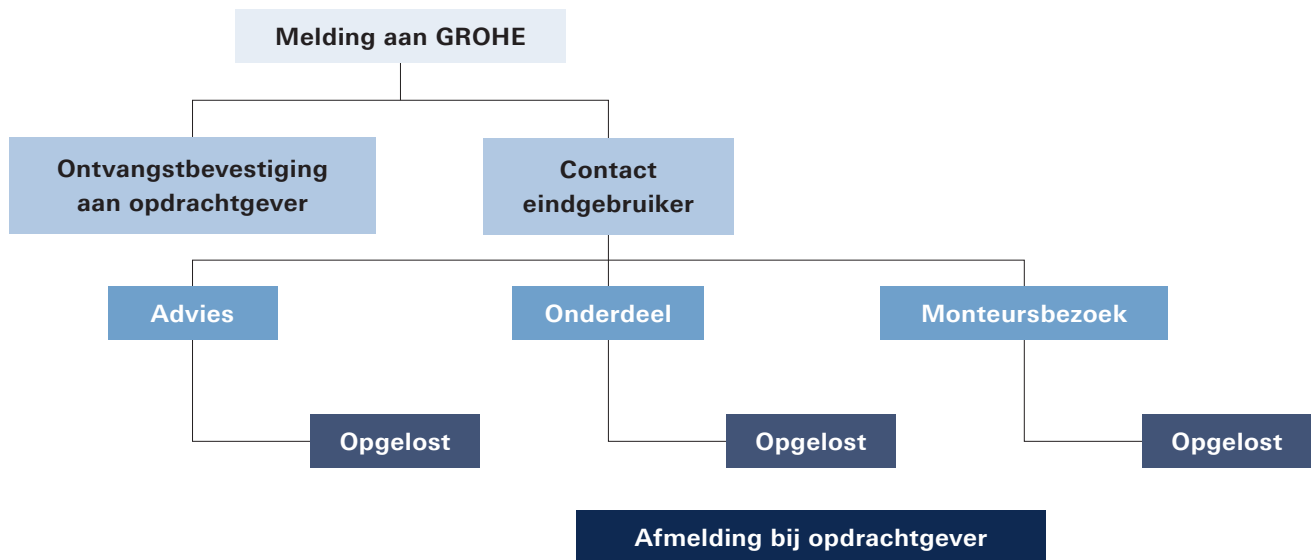 Melding aan GROHE
Ontvangstbevestiging
aan opdrachtgever
Contact
eindgebruiker
Advies
Onderdeel
Monteursbezoek
Opgelost
Opgelost
Opgelost
Afmelding bij opdrachtgever